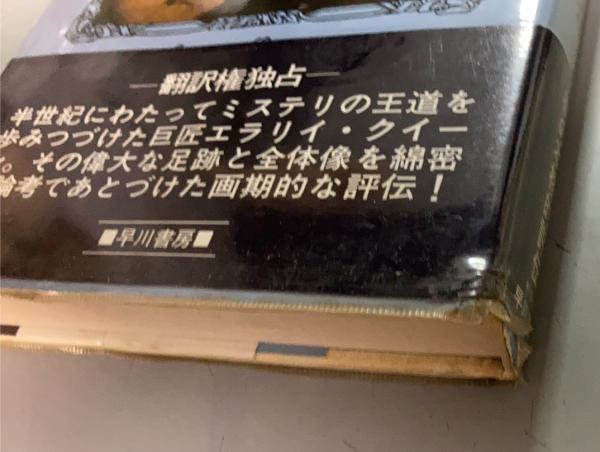 —翻訳権独占—
半世紀にわたってミステリの王道を
歩みつづけた巨匠エラリイ・クイー
。その偉大な足跡と全体像を綿密
考であとづけた画期的な評伝!
■早川書房■